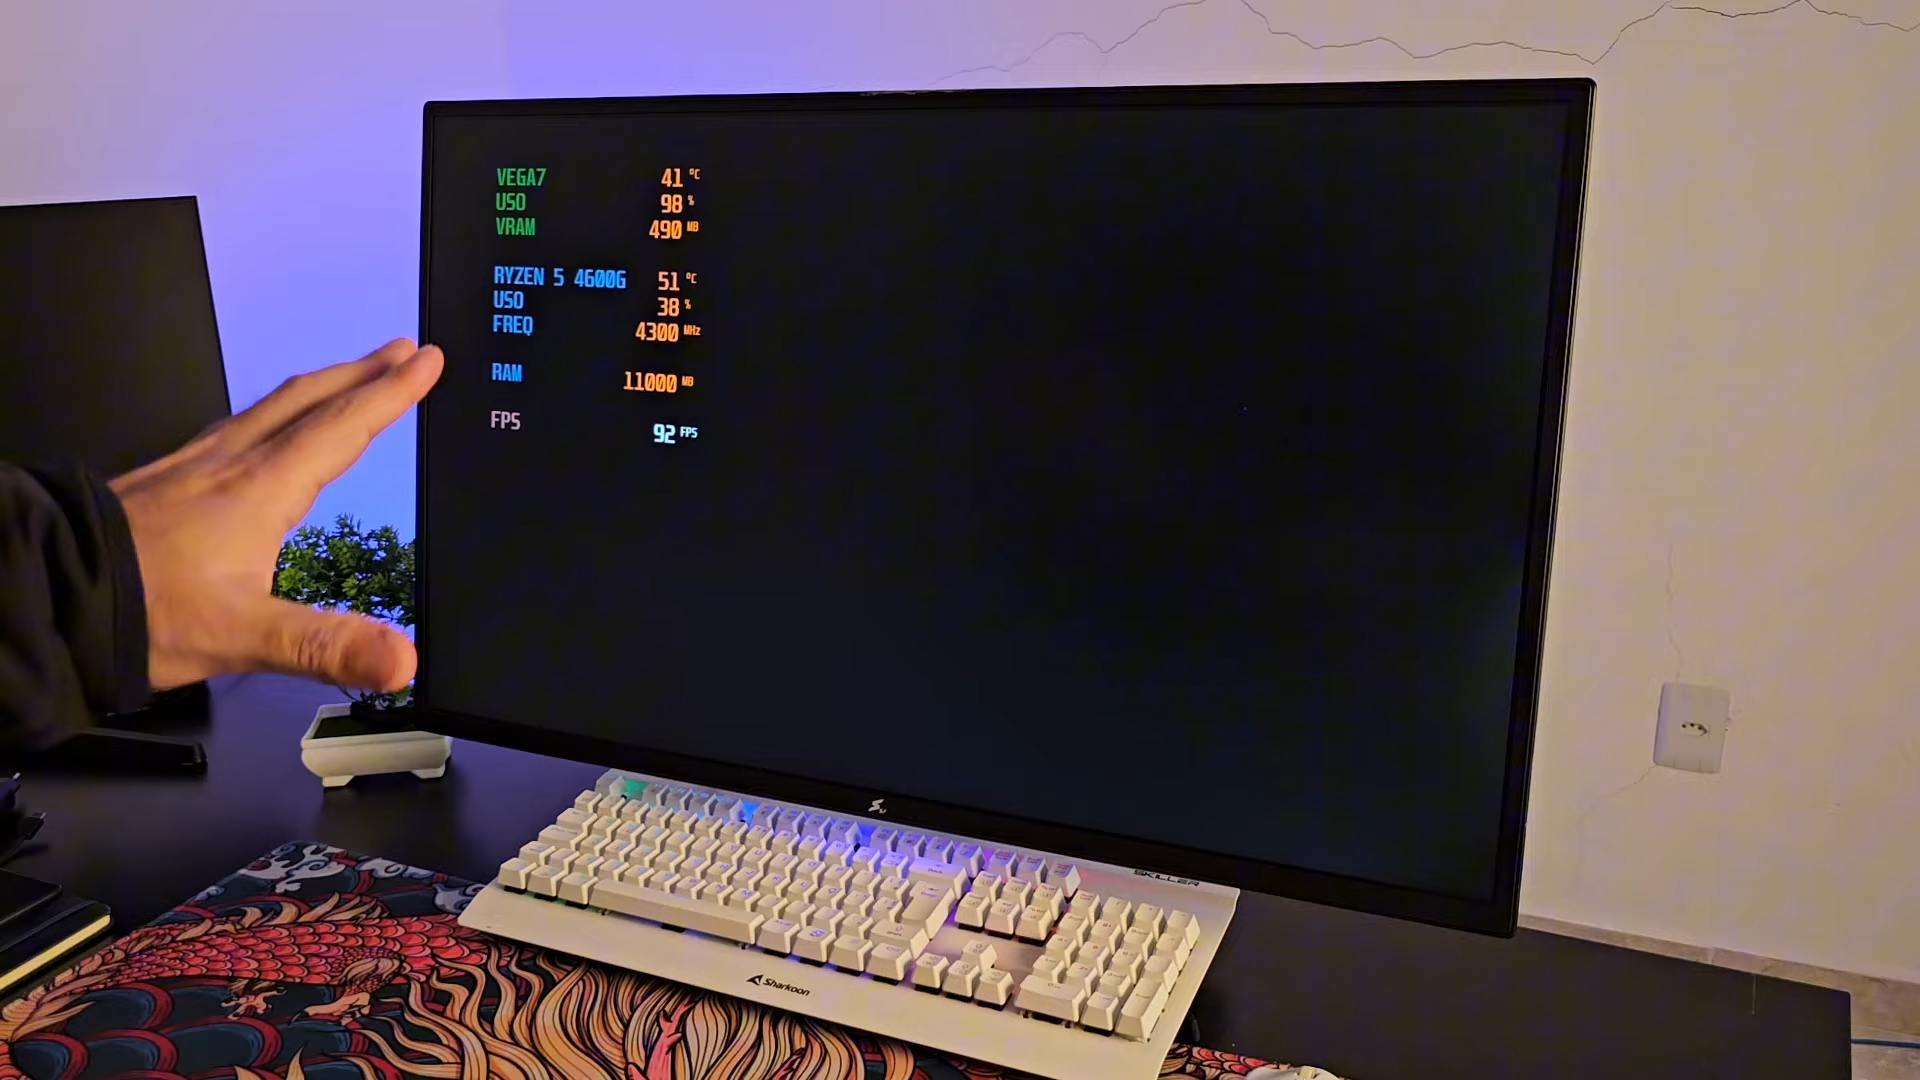 VEGA7 41 °C
USO 98 %
VRAM 490 MB
RYZEN 5 4600G 51 °C
USO 38 %
FREQ 4300 MHz
RAM 11000 MB
FPS 92 FPS
SKILLER
Sharkoon